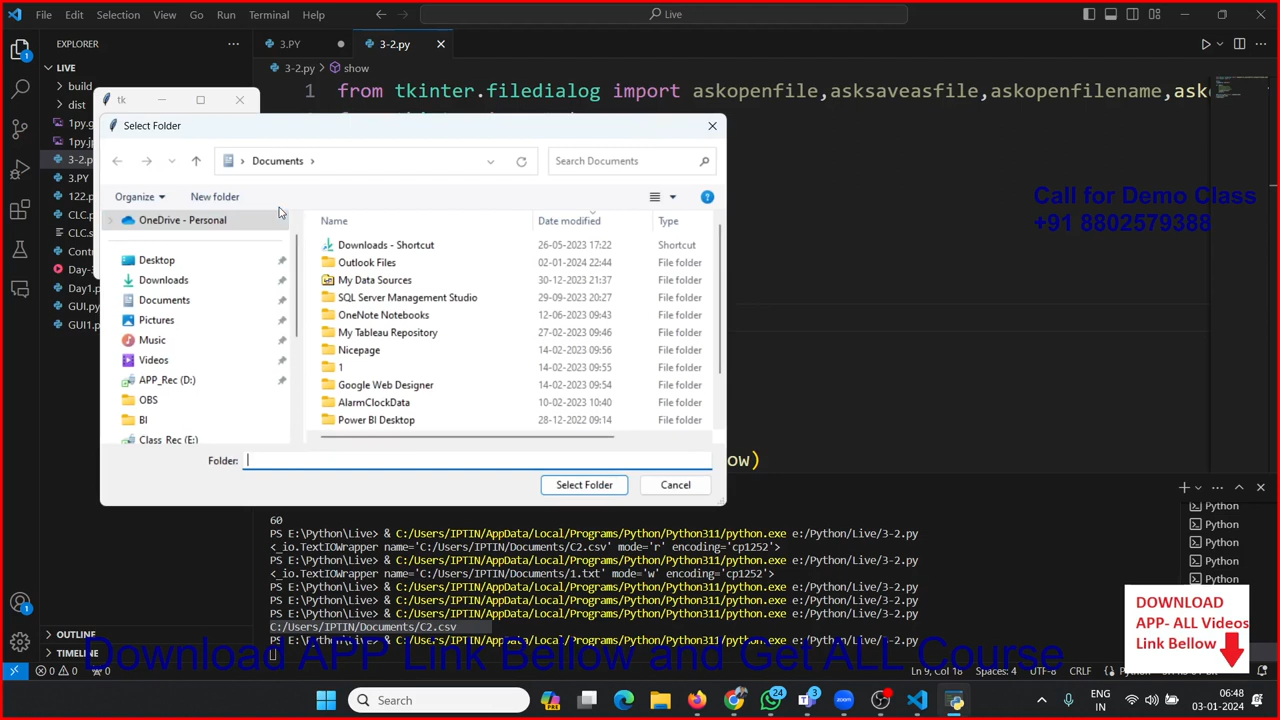 File Edit Selection View Go Run Terminal Help
Live
EXPLORER
3.PY
3-2.py
LIVE
3-2.py > show
build
dist
1py.g
1py.j
3-2.p
3.PY
122.p
CLC.
CLC.s
Cont
Day-
Day1.p
GUI.py
GUI1.p
tk
1 from tkinter.filedialog import askopenfile,asksaveasfile,askopenfilename,ask
Select Folder
Documents
Search Documents
Organize
New folder
OneDrive - Personal
Desktop
Downloads
Documents
Pictures
Music
Videos
APP_Rec (D:)
OBS
BI
Class_Rec (E:)
Name Date modified Type
Downloads - Shortcut 26-05-2023 17:22 Shortcut
Outlook Files 02-01-2024 22:44 File folder
My Data Sources 30-12-2023 21:37 File folder
SQL Server Management Studio 29-09-2023 20:27 File folder
OneNote Notebooks 12-06-2023 09:43 File folder
My Tableau Repository 27-02-2023 09:46 File folder
Nicepage 14-02-2023 09:56 File folder
1 14-02-2023 09:55 File folder
Google Web Designer 14-02-2023 09:54 File folder
AlarmClockData 10-02-2023 10:40 File folder
Power BI Desktop 28-12-2022 09:14 File folder
Folder:
Select Folder
Cancel
Call for Demo Class
+91 8802579388
ow)
60
PS E:\Python\Live> & C:/Users/IPTIN/AppData/Local/Programs/Python/Python311/python.exe e:/Python/Live/3-2.py
<_io.TextIOWrapper name='C:/Users/IPTIN/Documents/C2.csv' mode='r' encoding='cp1252'>
PS E:\Python\Live> & C:/Users/IPTIN/AppData/Local/Programs/Python/Python311/python.exe e:/Python/Live/3-2.py
<_io.TextIOWrapper name='C:/Users/IPTIN/Documents/1.txt' mode='w' encoding='cp1252'>
PS E:\Python\Live> & C:/Users/IPTIN/AppData/Local/Programs/Python/Python311/python.exe e:/Python/Live/3-2.py
PS E:\Python\Live> & C:/Users/IPTIN/AppData/Local/Programs/Python/Python311/python.exe e:/Python/Live/3-2.py
PS E:\Python\Live> & C:/Users/IPTIN/AppData/Local/Programs/Python/Python311/python.exe e:/Python/Live/3-2.py
C:/Users/IPTIN/Documents/C2.csv
PS E:\Python\Live> & C:/Users/IPTIN/AppData/Local/Programs/Python/Python311/python.exe e:/Python/Live/3-2.py
Python
Python
Python
Python
Python
DOWNLOAD
APP- ALL Videos
Link Bellow
Download APP Link Bellow and Get ALL Course
OUTLINE
TIMELINE
0 0 0
Ln 9, Col 18 Spaces: 4 UTF-8 CRLF
Search
24
3
ENG
IN
06:48
03-01-2024